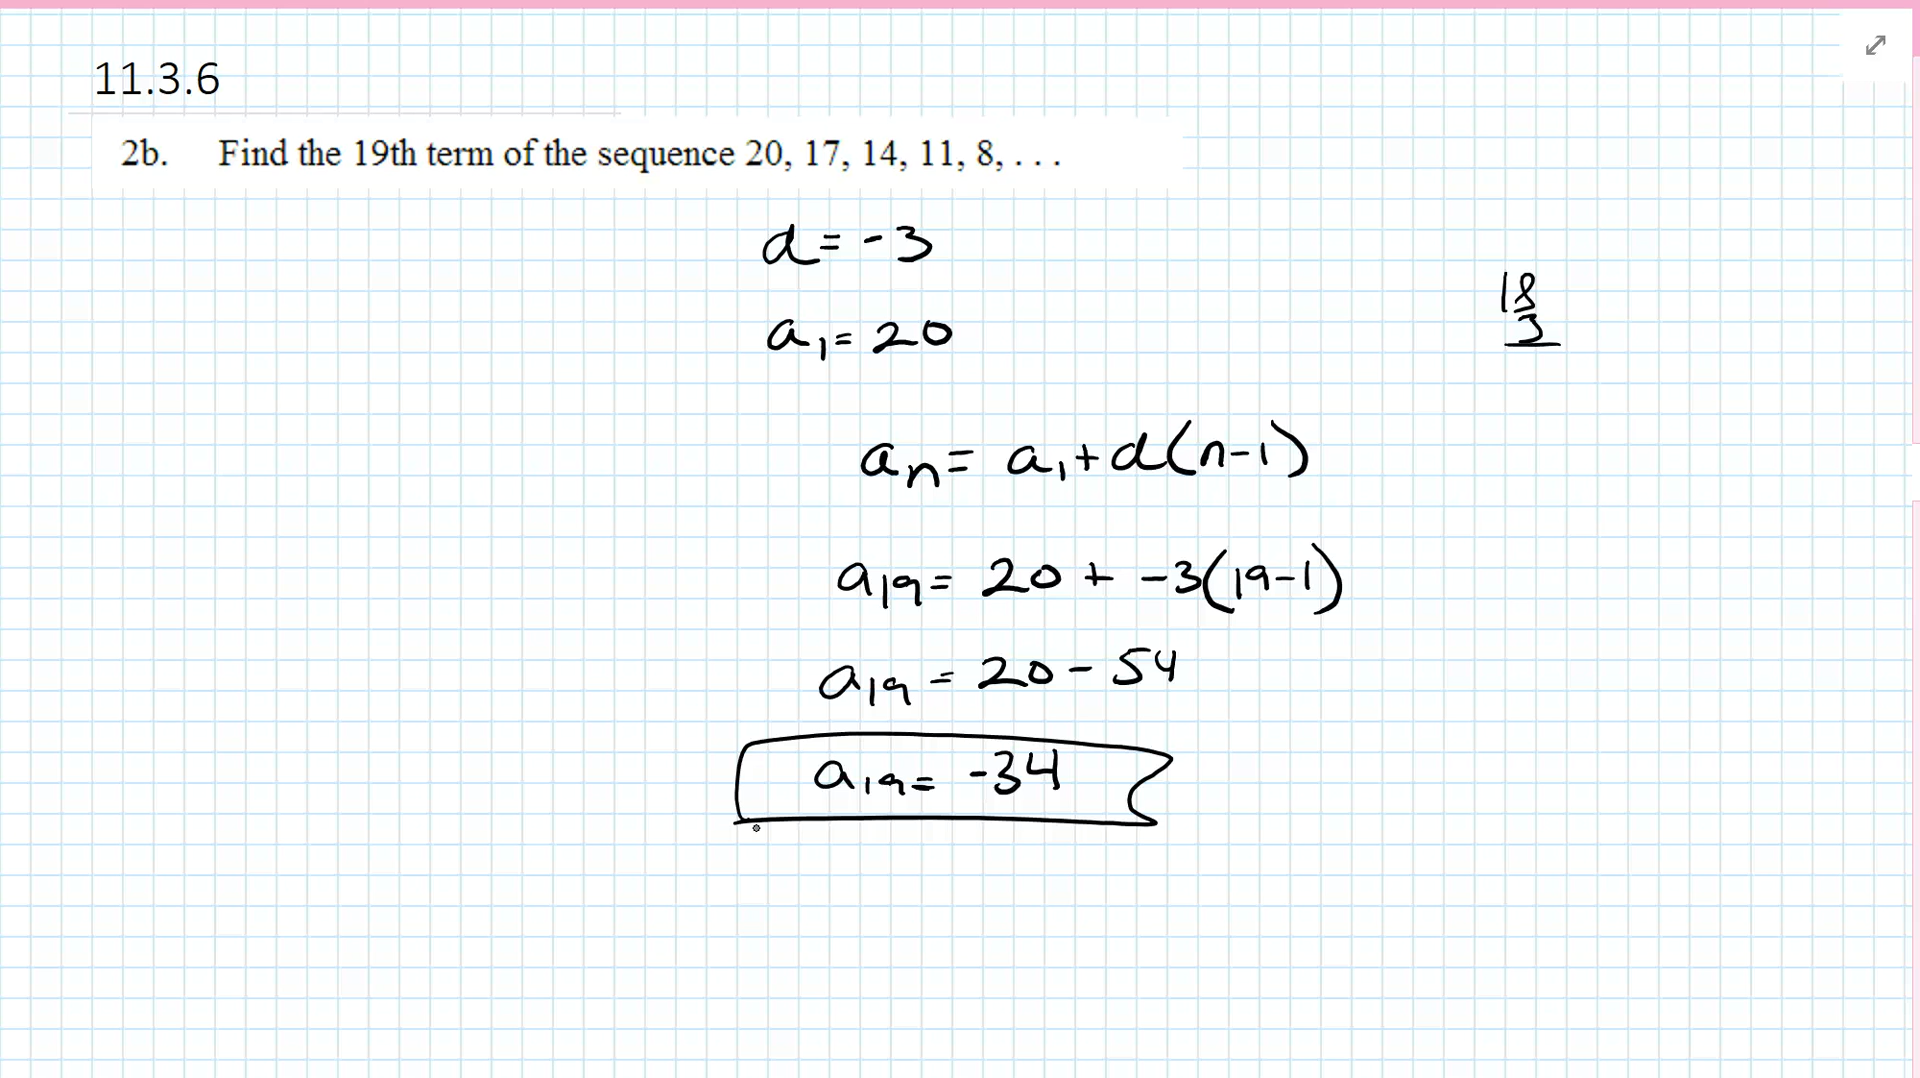 11.3.6
2b. Find the 19th term of the sequence 20, 17, 14, 11, 8, . . .
d = -3
18
3
a₁ = 20
aₙ = a₁ + d(n-1)
a₁₉ = 20 + -3(19-1)
a₁₉ = 20 - 54
a₁₉ = -34